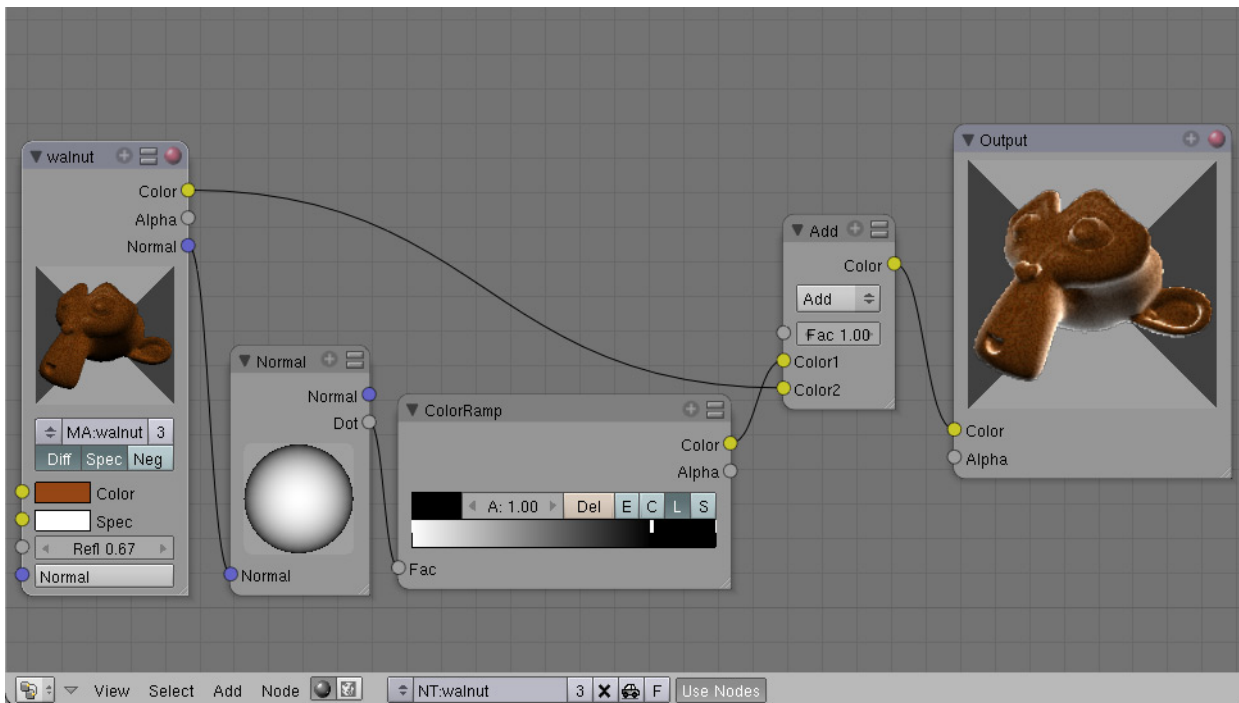 walnut
Color
Alpha
Normal
MA:walnut 3
Diff Spec Neg
Color
Spec
Refl 0.67
Normal
Normal
Normal
Dot
Normal
ColorRamp
Color
Alpha
A: 1.00 Del E C L S
Fac
Add
Color
Add
Fac 1.00
Color1
Color2
Output
Color
Alpha
View Select Add Node NT:walnut 3 F Use Nodes